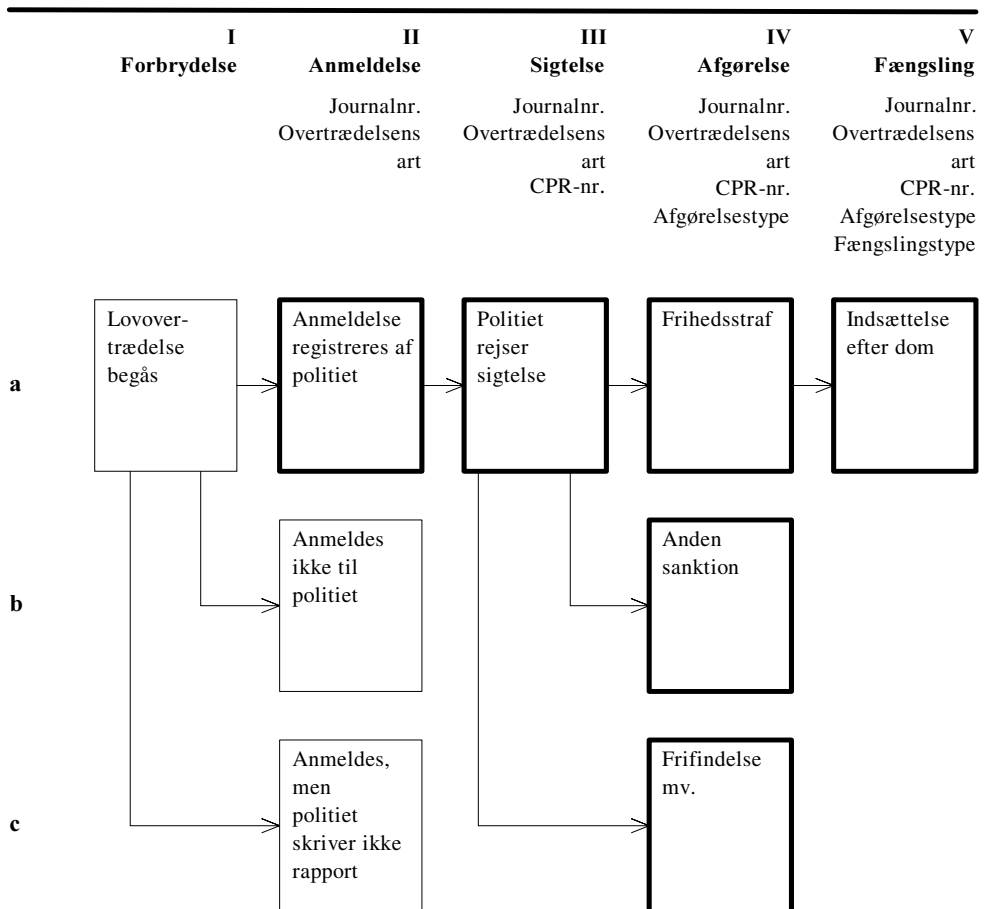 I
II
III
IV
V
Forbrydelse
Anmeldelse
Sigtelse
Afgørelse
Fængsling
Journalnr.
Overtrædelsens
art
Journalnr.
Overtrædelsens
art
CPR-nr.
Journalnr.
Overtrædelsens
art
CPR-nr.
Afgørelsestype
Journalnr.
Overtrædelsens
art
CPR-nr.
Afgørelsestype
Fængslingstype
a
Lovover-
trædelse
begås
Anmeldelse
registreres af
politiet
Politiet
rejser
sigtelse
Frihedsstraf
Indsættelse
efter dom
b
Anmeldes
ikke til
politiet
Anden
sanktion
c
Anmeldes,
men
politiet
skriver ikke
rapport
Frifindelse
mv.